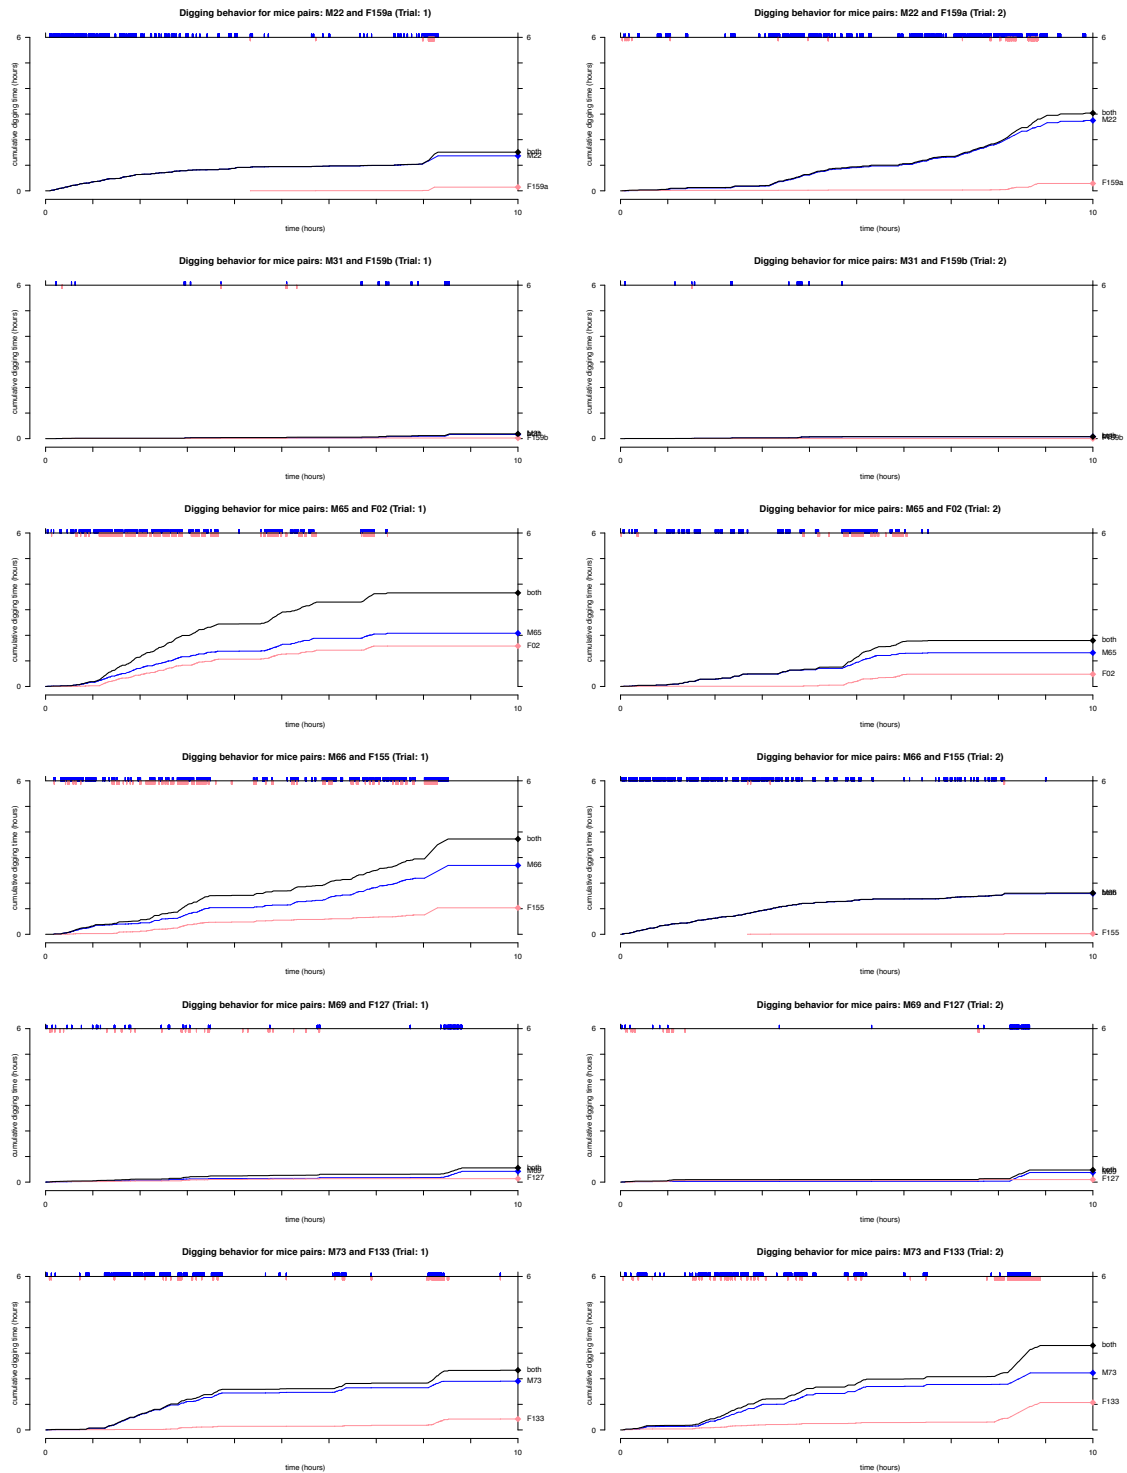 Digging behavior for mice pairs: M22 and F159a (Trial: 1)
6
6
cumulative digging time (hours)
both
M22
F159a
0
0
10
time (hours)
Digging behavior for mice pairs: M22 and F159a (Trial: 2)
6
6
cumulative digging time (hours)
both
M22
F159a
0
0
10
time (hours)
Digging behavior for mice pairs: M31 and F159b (Trial: 1)
6
6
cumulative digging time (hours)
F159b
0
0
10
time (hours)
Digging behavior for mice pairs: M31 and F159b (Trial: 2)
6
6
cumulative digging time (hours)
0
0
10
time (hours)
Digging behavior for mice pairs: M65 and F02 (Trial: 1)
6
6
cumulative digging time (hours)
both
M65
F02
0
0
10
time (hours)
Digging behavior for mice pairs: M65 and F02 (Trial: 2)
6
6
cumulative digging time (hours)
both
M65
F02
0
0
10
time (hours)
Digging behavior for mice pairs: M66 and F155 (Trial: 1)
6
6
cumulative digging time (hours)
both
M66
F155
0
0
10
time (hours)
Digging behavior for mice pairs: M66 and F155 (Trial: 2)
6
6
cumulative digging time (hours)
F155
0
0
10
time (hours)
Digging behavior for mice pairs: M69 and F127 (Trial: 1)
6
6
cumulative digging time (hours)
both
M69
F127
0
0
10
time (hours)
Digging behavior for mice pairs: M69 and F127 (Trial: 2)
6
6
cumulative digging time (hours)
both
M69
F127
0
0
10
time (hours)
Digging behavior for mice pairs: M73 and F133 (Trial: 1)
6
6
cumulative digging time (hours)
both
M73
F133
0
0
10
time (hours)
Digging behavior for mice pairs: M73 and F133 (Trial: 2)
6
6
cumulative digging time (hours)
both
M73
F133
0
0
10
time (hours)